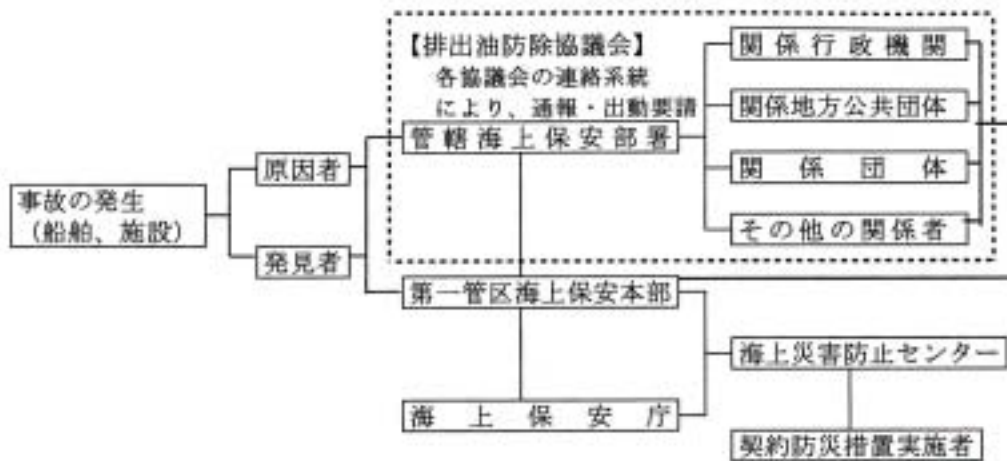 【排出油防除協議会】
各協議会の連絡系統
により、通報・出動要請
管轄海上保安部署
関係行政機関
関係地方公共団体
関係団体
その他の関係者
原因者
事故の発生
（船舶、施設）
発見者
第一管区海上保安本部
海上災害防止センター
海上保安庁
契約防災措置実施者